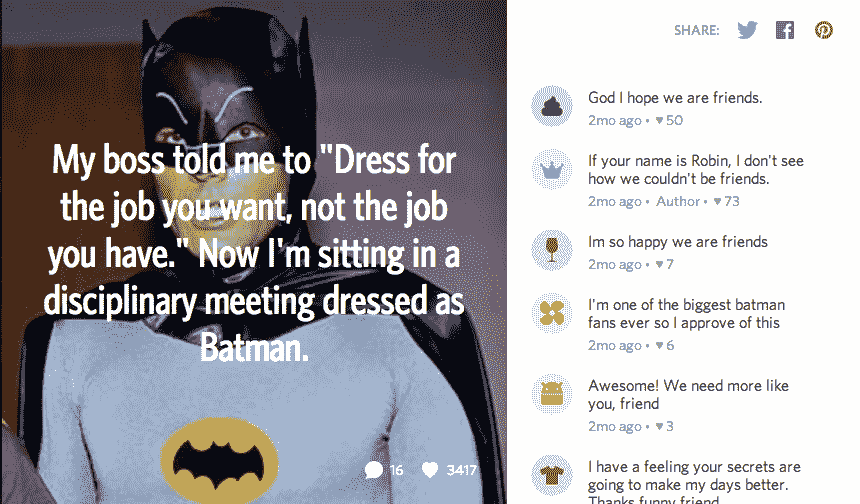 My boss told me to "Dress for
the job you want, not the job
you have." Now I'm sitting in a
disciplinary meeting dressed as
Batman.
16 3417
SHARE:
God I hope we are friends.
2mo ago • ♥ 50
If your name is Robin, I don't see
how we couldn't be friends.
2mo ago • Author • ♥ 73
Im so happy we are friends
2mo ago • ♥ 7
I'm one of the biggest batman
fans ever so I approve of this
2mo ago • ♥ 6
Awesome! We need more like
you, friend
2mo ago • ♥ 3
I have a feeling your secrets are
going to make my days better.
Thanks funny friend